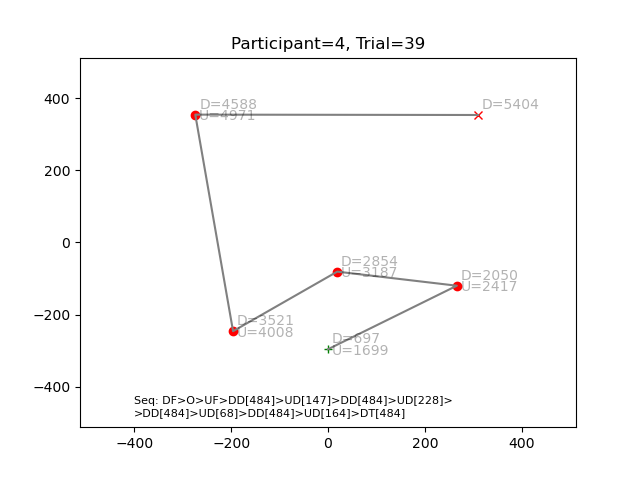 Participant=4, Trial=39
400
200
0
−200
−400
−400
−200
0
200
400
D=4588
U=4971
D=5404
D=2854
U=3187
D=2050
U=2417
D=3521
U=4008
D=697
U=1699
Seq: DF>O>UF>DD[484]>UD[147]>DD[484]>UD[228]>
>DD[484]>UD[68]>DD[484]>UD[164]>DT[484]